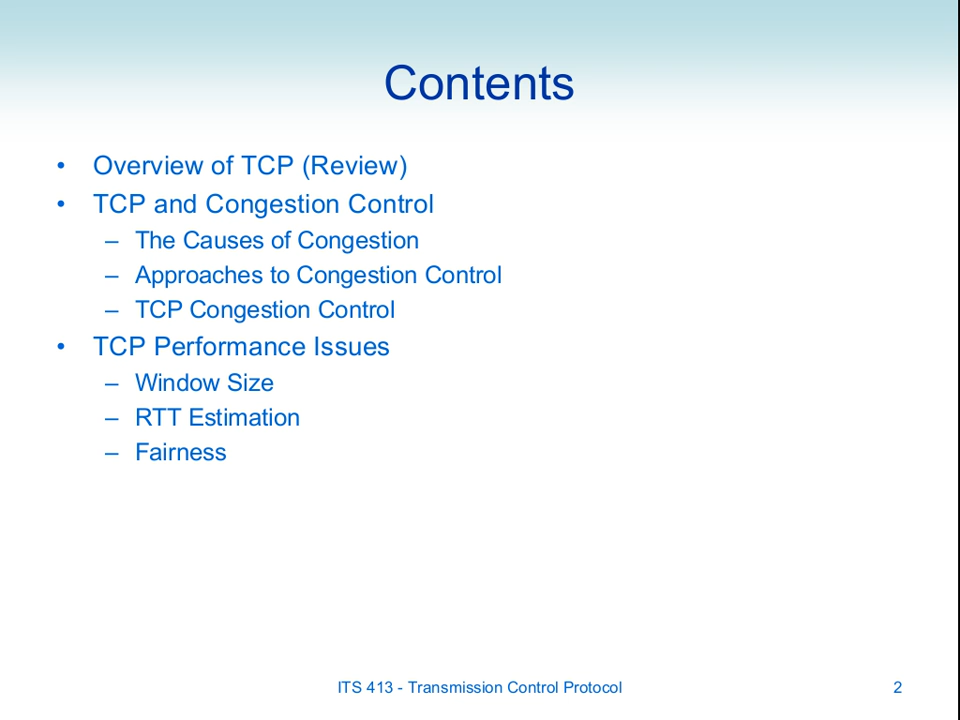 Contents
• Overview of TCP (Review)
• TCP and Congestion Control
– The Causes of Congestion
– Approaches to Congestion Control
– TCP Congestion Control
• TCP Performance Issues
– Window Size
– RTT Estimation
– Fairness
ITS 413 - Transmission Control Protocol
2